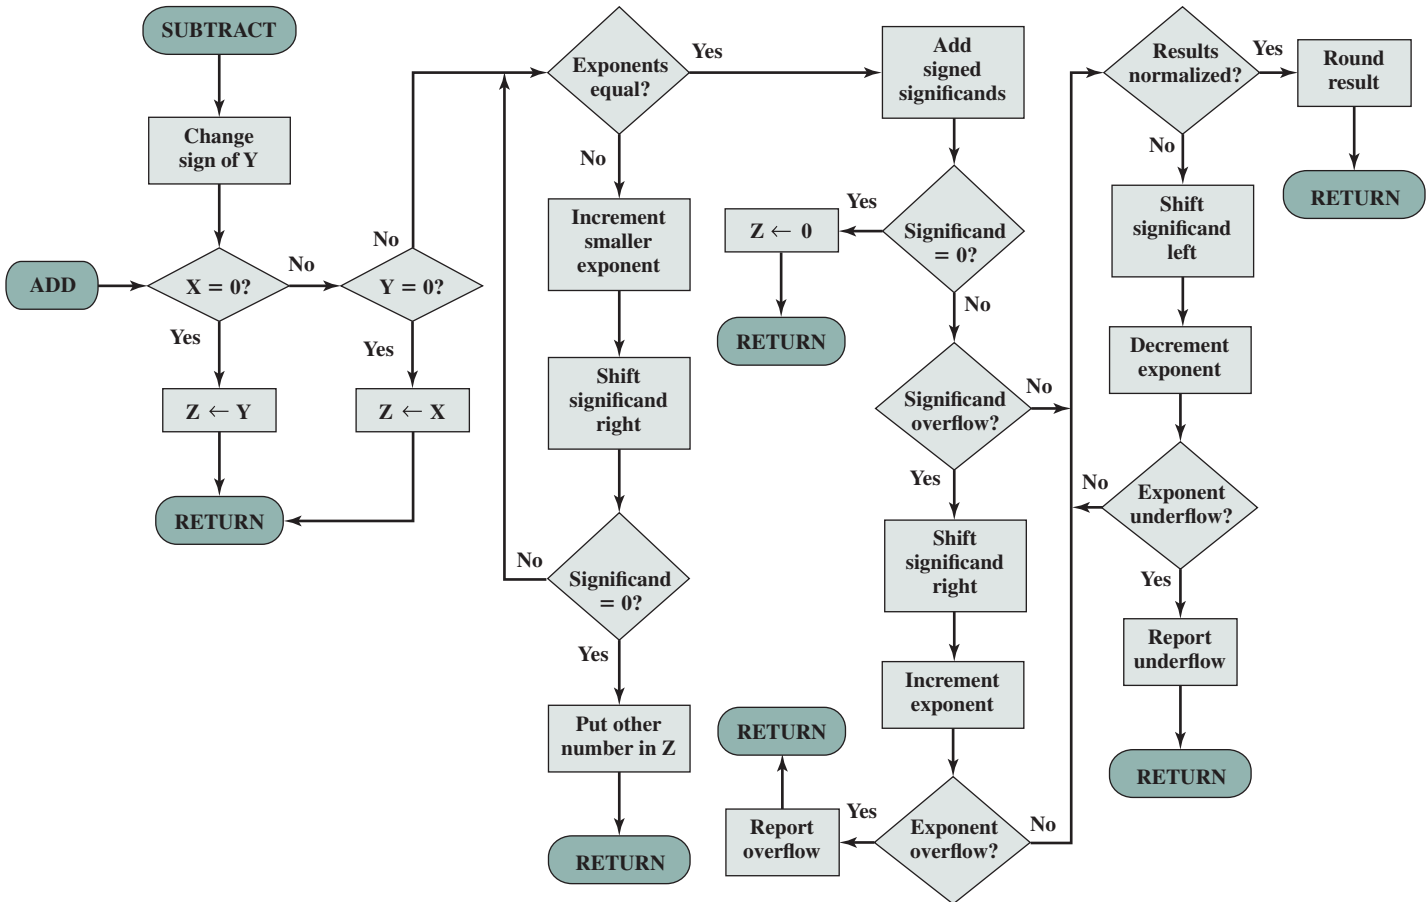 SUBTRACT
Change
sign of Y
ADD
X = 0?
No
Yes
Z ← Y
RETURN
Y = 0?
No
Yes
Z ← X
Exponents
equal?
Yes
No
Increment
smaller
exponent
Shift
significand
right
Significand
= 0?
No
Yes
Put other
number in Z
RETURN
Add
signed
significands
Significand
= 0?
Yes
Z ← 0
RETURN
No
Significand
overflow?
No
Yes
Shift
significand
right
Increment
exponent
Exponent
overflow?
Yes
Report
overflow
RETURN
No
Results
normalized?
Yes
Round
result
RETURN
No
Shift
significand
left
Decrement
exponent
Exponent
underflow?
No
Yes
Report
underflow
RETURN